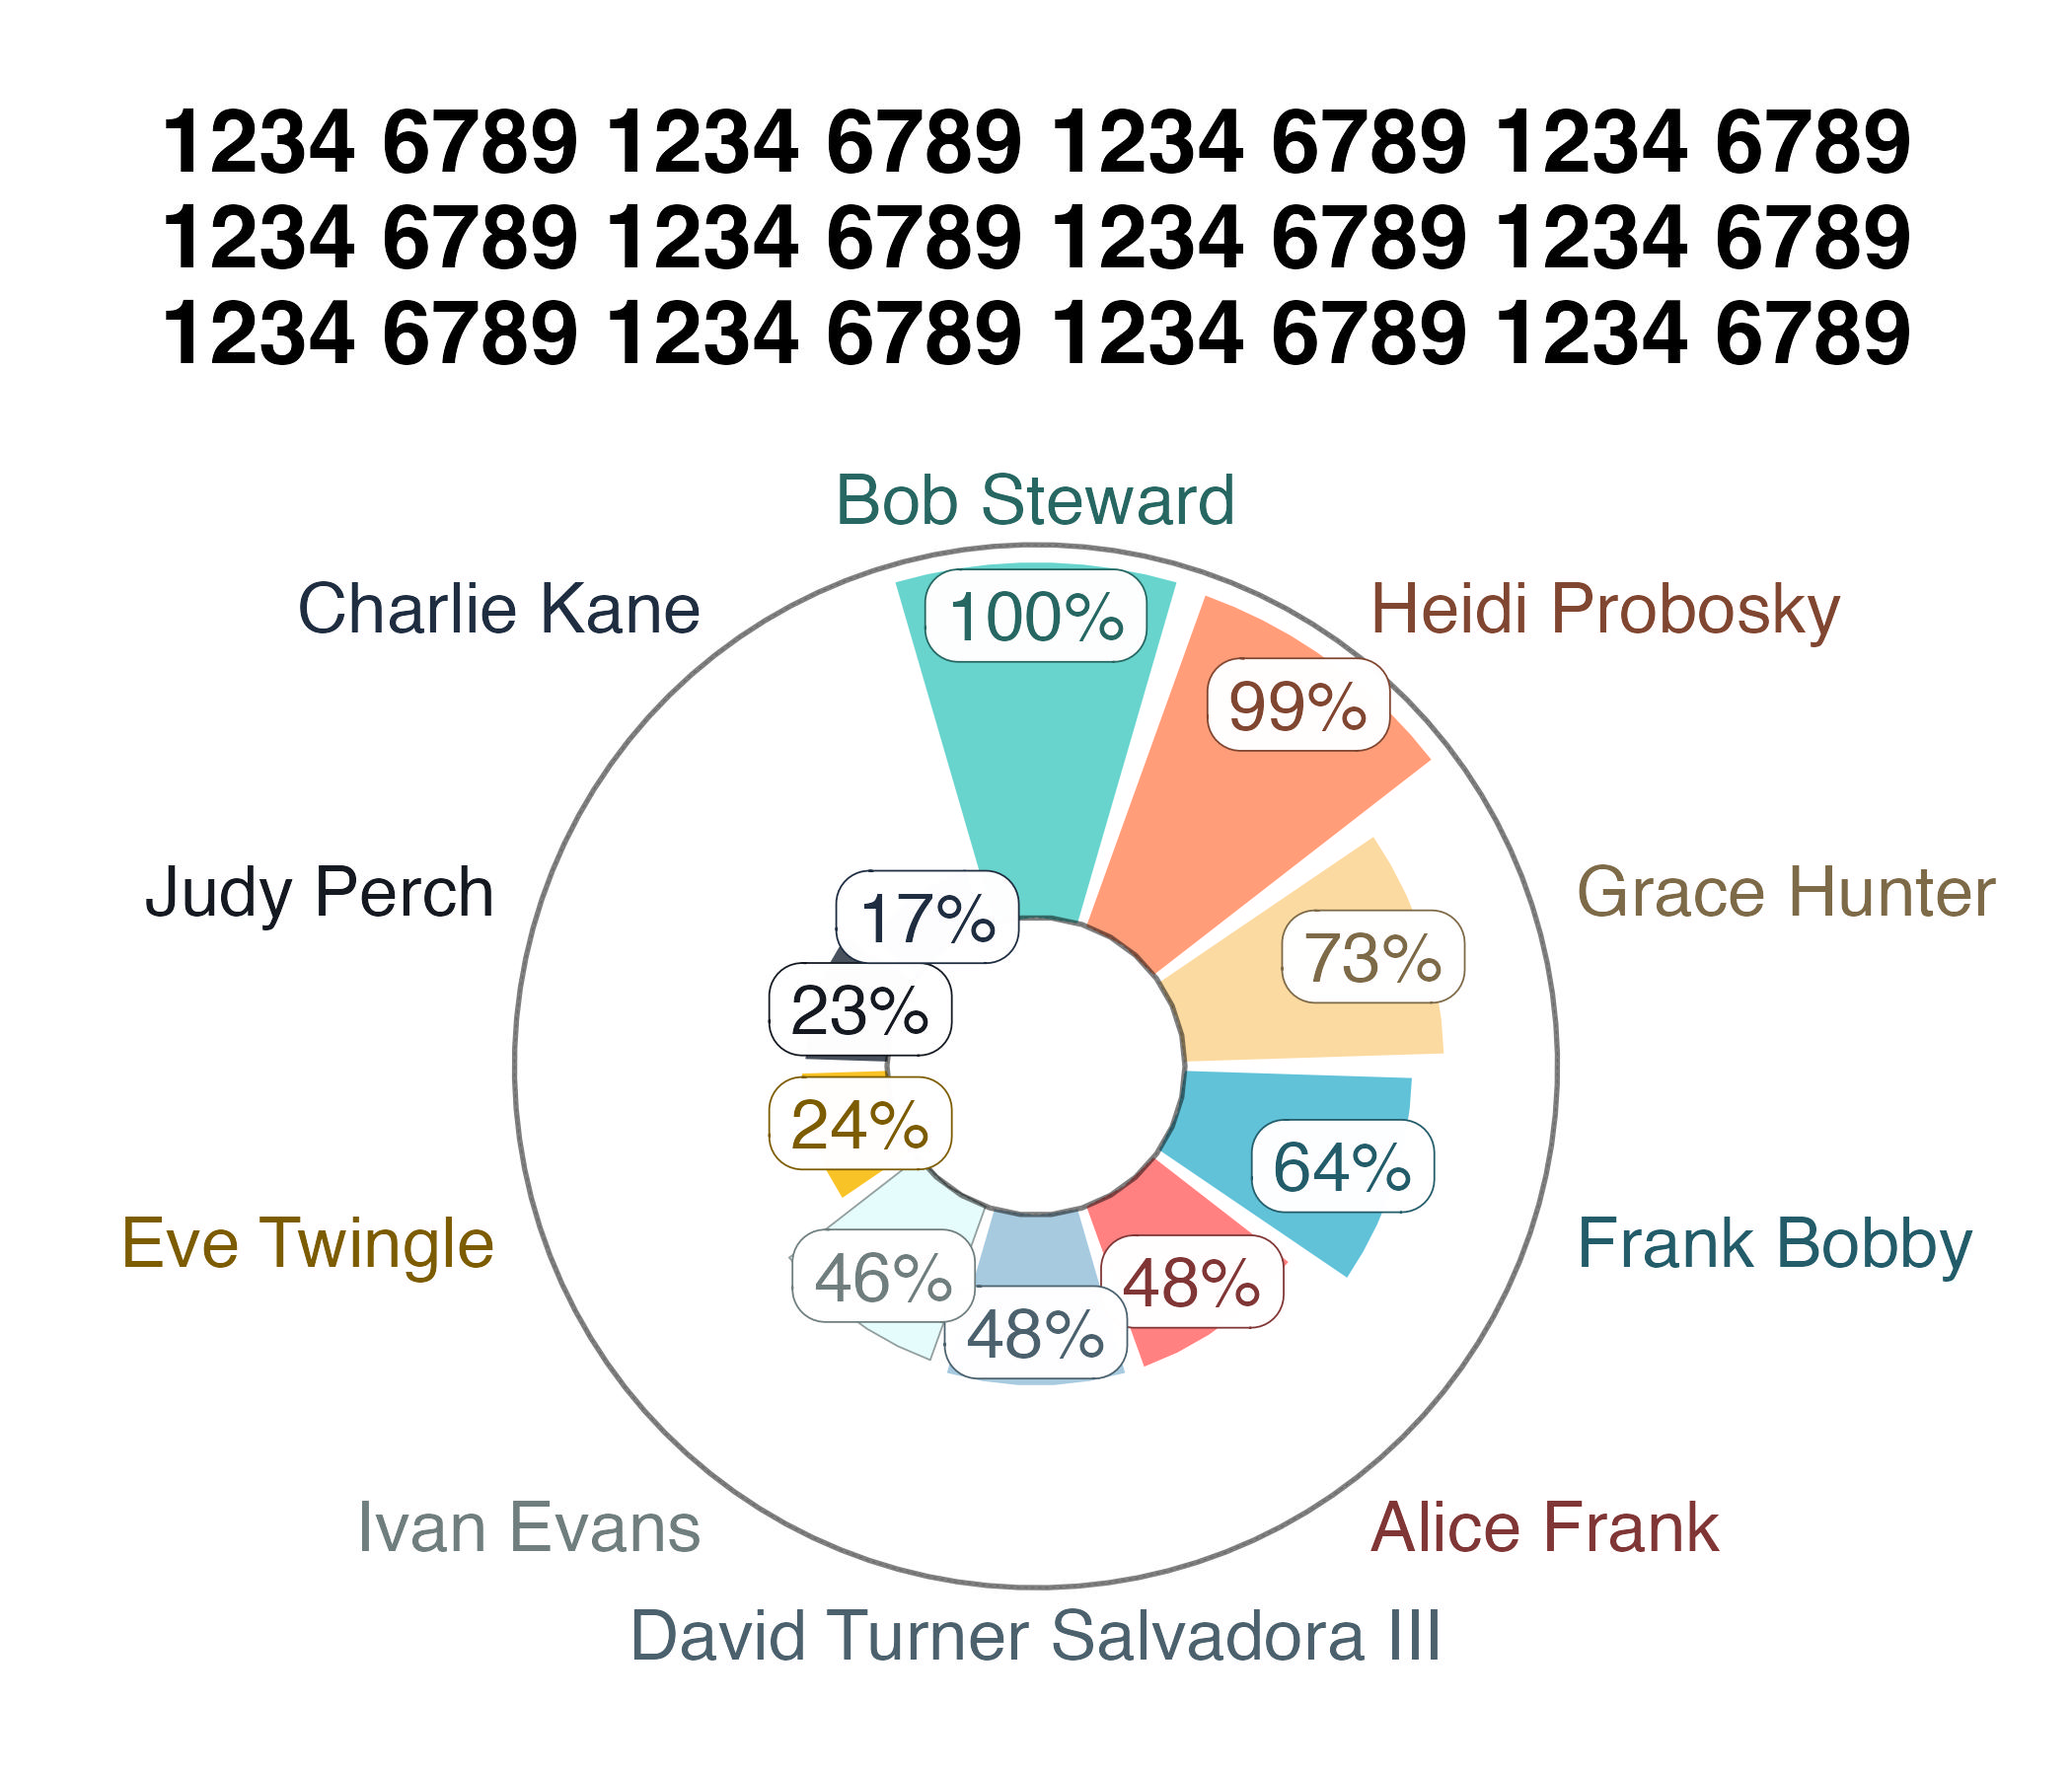 1234 6789 1234 6789 1234 6789 1234 6789
1234 6789 1234 6789 1234 6789 1234 6789
1234 6789 1234 6789 1234 6789 1234 6789
Bob Steward
100%
Heidi Probosky
99%
Grace Hunter
73%
Frank Bobby
64%
Alice Frank
48%
David Turner Salvadora III
48%
Ivan Evans
46%
Eve Twingle
24%
Judy Perch
23%
Charlie Kane
17%